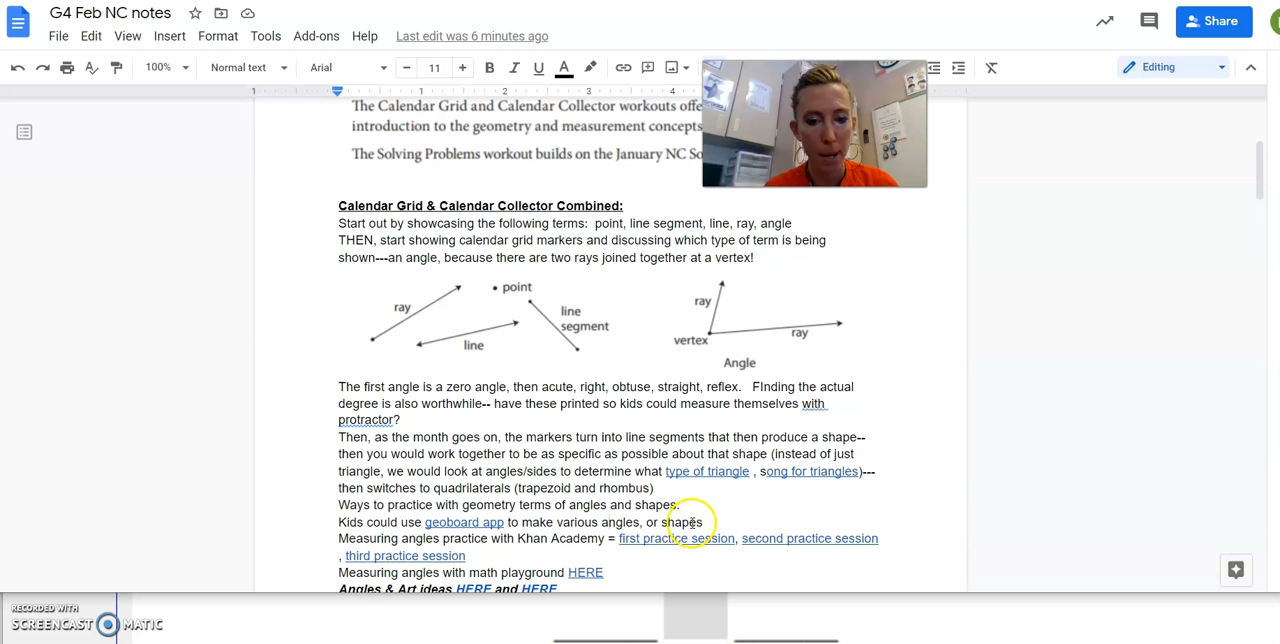 G4 Feb NC notes
File Edit View Insert Format Tools Add-ons Help Last edit was 6 minutes ago
Share
100% Normal text Arial 11 Editing
1 1 2 3 4
The Calendar Grid and Calendar Collector workouts offe
introduction to the geometry and measurement concepts
The Solving Problems workout builds on the January NC So
Calendar Grid & Calendar Collector Combined:
Start out by showcasing the following terms: point, line segment, line, ray, angle
THEN, start showing calendar grid markers and discussing which type of term is being
shown---an angle, because there are two rays joined together at a vertex!
ray
point
line
segment
line
ray
vertex
ray
Angle
The first angle is a zero angle, then acute, right, obtuse, straight, reflex. FInding the actual
degree is also worthwhile-- have these printed so kids could measure themselves with
protractor?
Then, as the month goes on, the markers turn into line segments that then produce a shape--
then you would work together to be as specific as possible about that shape (instead of just
triangle, we would look at angles/sides to determine what type of triangle , song for triangles)---
then switches to quadrilaterals (trapezoid and rhombus)
Ways to practice with geometry terms of angles and shapes:
Kids could use geoboard app to make various angles, or shapes
Measuring angles practice with Khan Academy = first practice session, second practice session
, third practice session
Measuring angles with math playground HERE
Angles & Art ideas HERE and HERE
RECORDED WITH
SCREENCAST MATIC